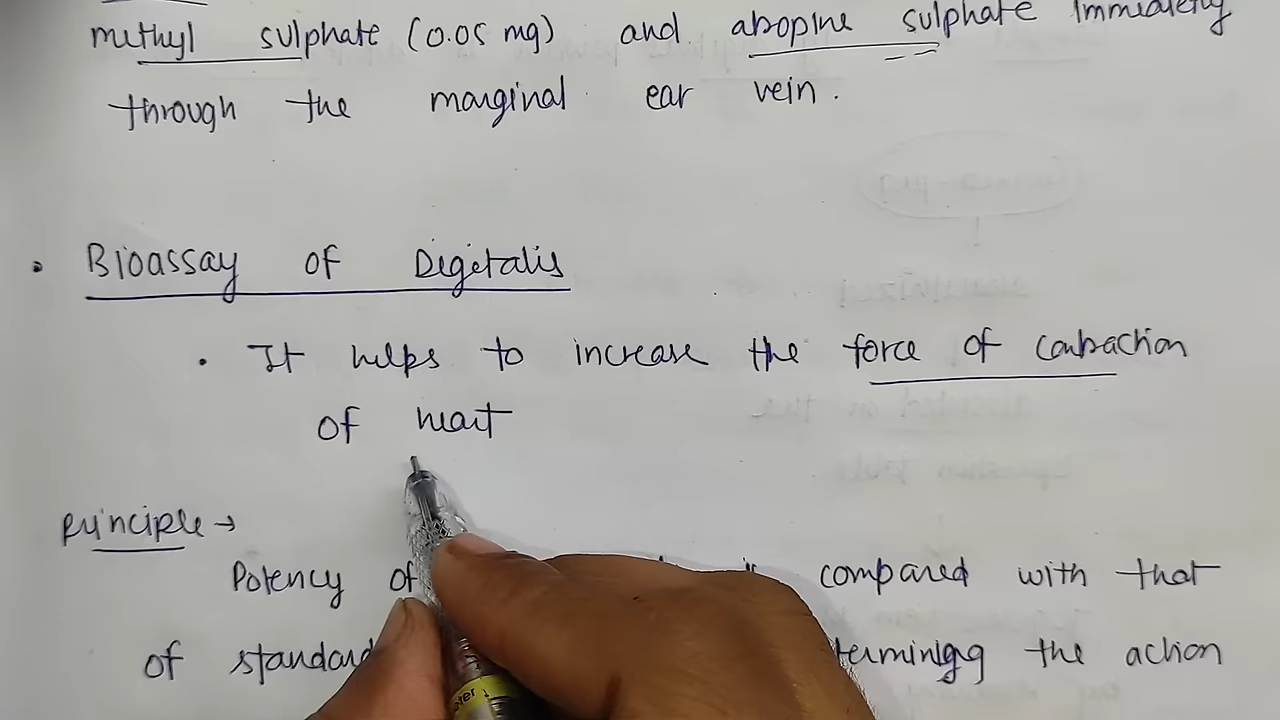 methyl sulphate (0.05 mg) and atropine sulphate immediately
through the marginal ear vein.
• Bioassay of Digitalis
• It helps to increase the force of contraction
of heart
Principle →
Potency of compared with that
of standard the action